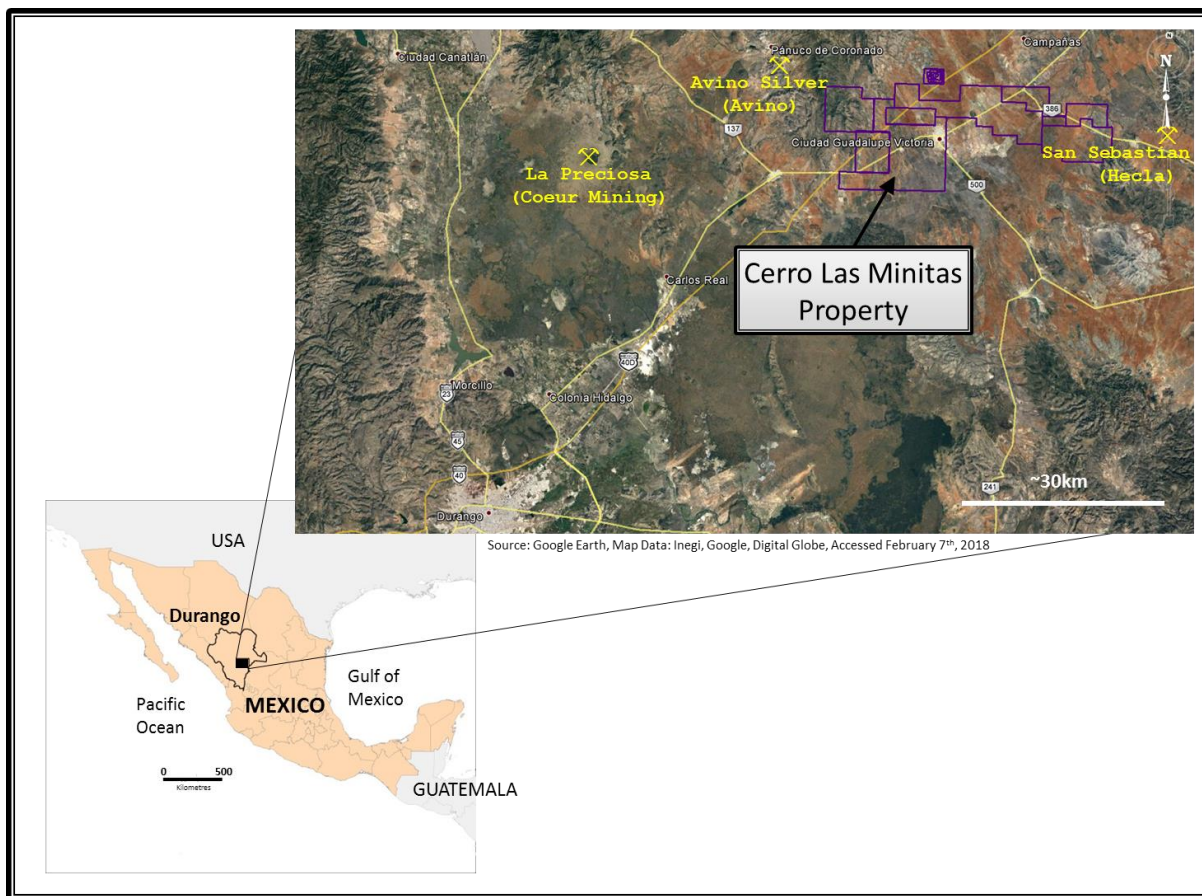 Ciudad Canatlán
Pánuco de Coronado
Campañas
N
Avino Silver
(Avino)
137
386
Ciudad Guadalupe Victoria
San Sebastian
(Hecla)
La Preciosa
(Coeur Mining)
500
Cerro Las Minitas
Property
Carlos Real
40D
Morcillo
23
Colonia Hidalgo
45
40
241
~30km
Durango
Source: Google Earth, Map Data: Inegi, Google, Digital Globe, Accessed February 7th, 2018
USA
Durango
Gulf of
Mexico
Pacific
Ocean
MEXICO
0 500
Kilometres
GUATEMALA